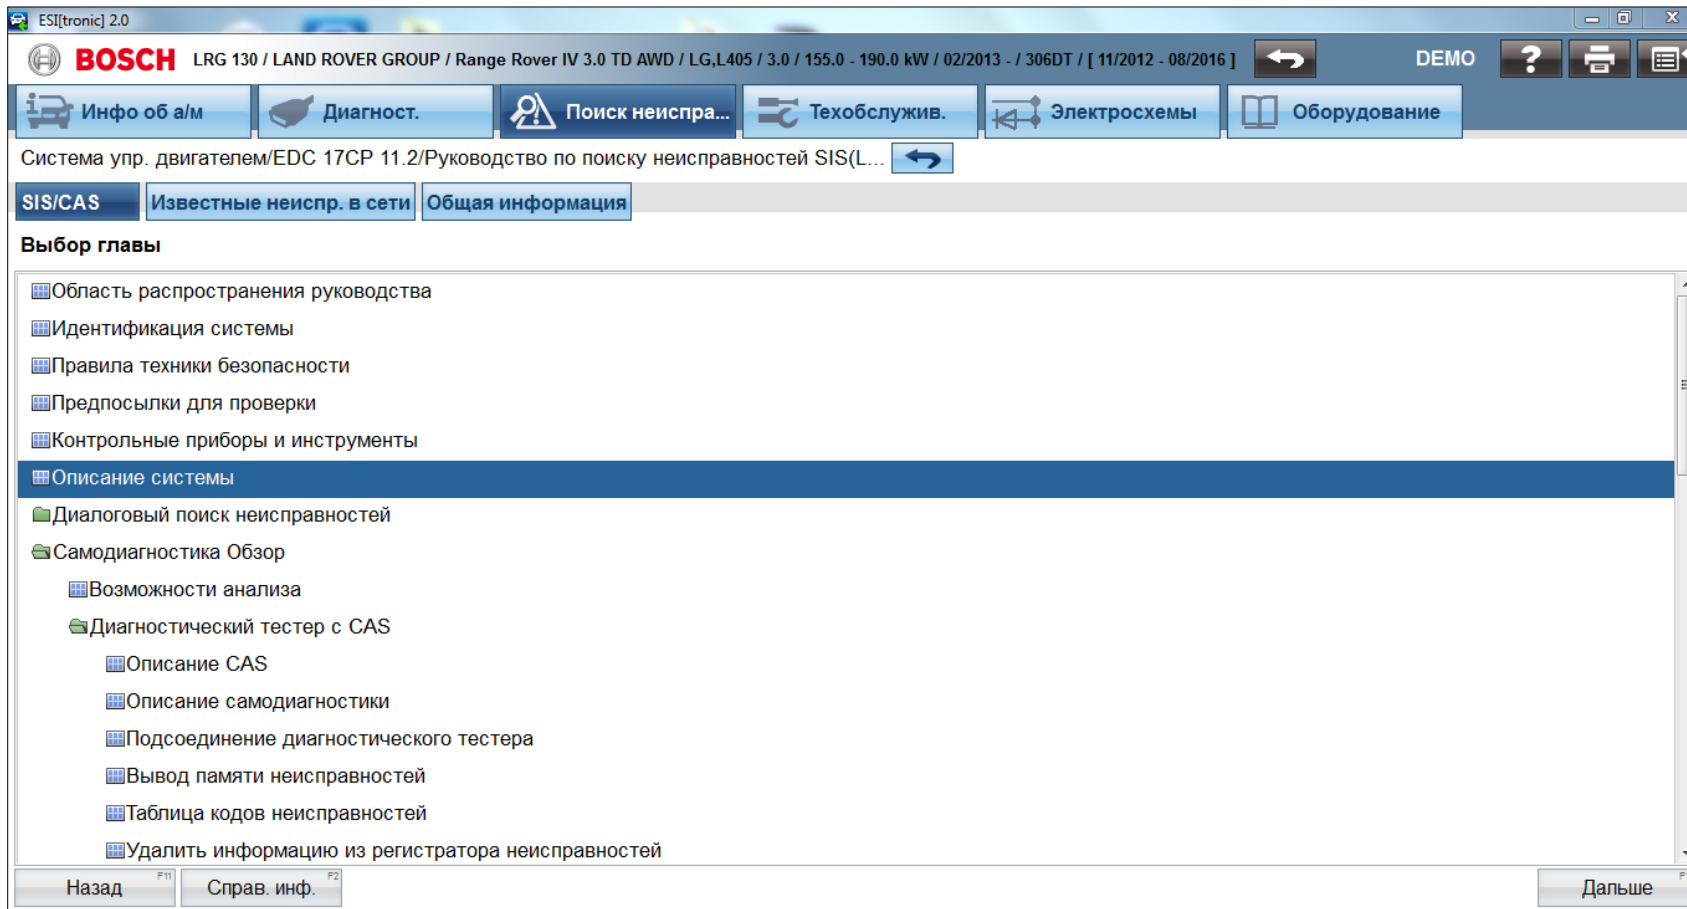 ESI[tronic] 2.0
BOSCH LRG 130 / LAND ROVER GROUP / Range Rover IV 3.0 TD AWD / LG,L405 / 3.0 / 155.0 - 190.0 kW / 02/2013 - / 306DT / [ 11/2012 - 08/2016 ] DEMO ?
Инфо об а/м Диагност. Поиск неиспра... Техобслужив. Электросхемы Оборудование
Система упр. двигателем/EDC 17CP 11.2/Руководство по поиску неисправностей SIS(L...
SIS/CAS Известные неиспр. в сети Общая информация
Выбор главы
Область распространения руководства
Идентификация системы
Правила техники безопасности
Предпосылки для проверки
Контрольные приборы и инструменты
Описание системы
Диалоговый поиск неисправностей
Самодиагностика Обзор
Возможности анализа
Диагностический тестер с CAS
Описание CAS
Описание самодиагностики
Подсоединение диагностического тестера
Вывод памяти неисправностей
Таблица кодов неисправностей
Удалить информацию из регистратора неисправностей
Назад F11 Справ. инф. F2 Дальше